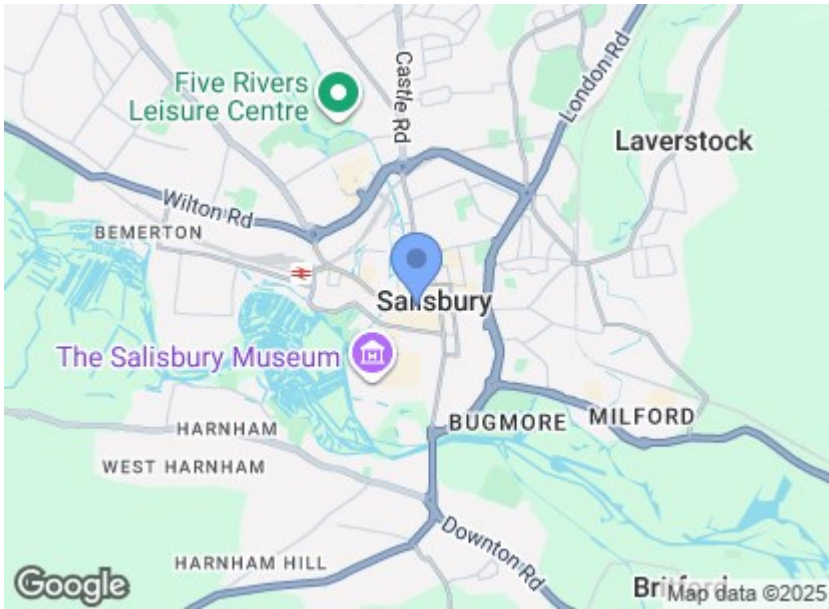 Five Rivers
Leisure Centre
Castle Rd
London Rd
Laverstock
Wilton Rd
BEMERTON
Salisbury
The Salisbury Museum
HARNHAM
BUGMORE
MILFORD
WEST HARNHAM
Downton Rd
HARNHAM HILL
Britford
Google
Map data ©2025